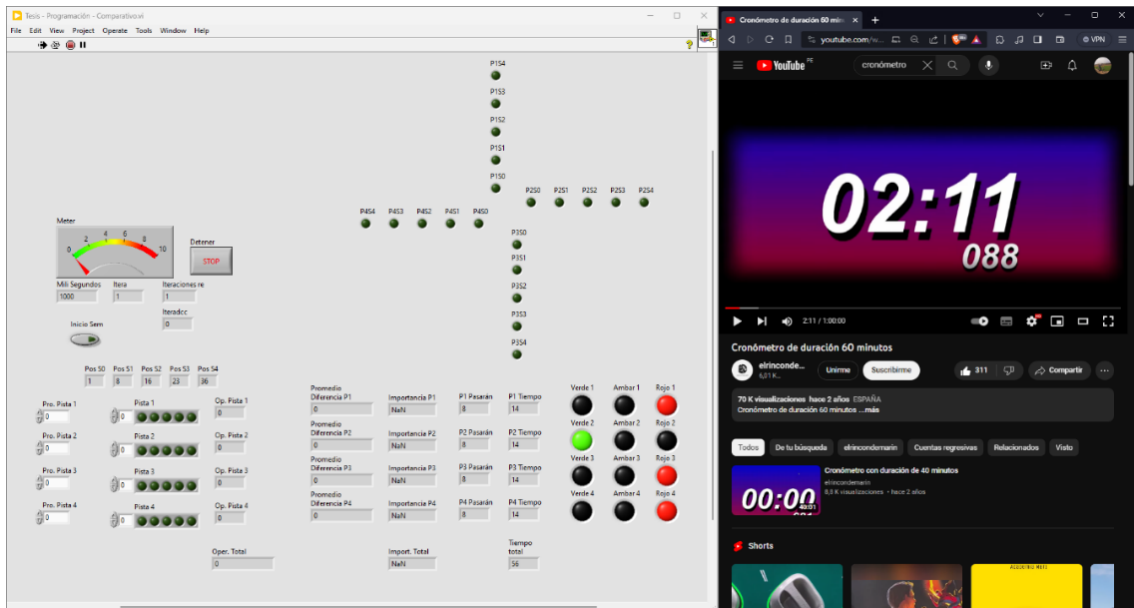 Tesis - Programación - Comparativo.vi
File Edit View Project Operate Tools Window Help
P1S4
P1S3
P1S2
P1S1
P1S0
P2S0 P2S1 P2S2 P2S3 P2S4
P4S4 P4S3 P4S2 P4S1 P4S0
P3S0
P3S1
P3S2
P3S3
P3S4
Meter
0 2 4 6 8 10
Detener
STOP
Mili Segundos Itera Iteraciones re
1000 1 1
Iteradcc
0
Inicio Sem
Pos S0 Pos S1 Pos S2 Pos S3 Pos S4
1 8 16 23 36
Pro. Pista 1 Pista 1 Op. Pista 1
0 0 0
Pro. Pista 2 Pista 2 Op. Pista 2
0 0 0
Pro. Pista 3 Pista 3 Op. Pista 3
0 0 0
Pro. Pista 4 Pista 4 Op. Pista 4
0 0 0
Oper. Total
0
Promedio
Diferencia P1 Importancia P1 P1 Pasarán P1 Tiempo
0 NaN 8 14
Promedio
Diferencia P2 Importancia P2 P2 Pasarán P2 Tiempo
0 NaN 8 14
Promedio
Diferencia P3 Importancia P3 P3 Pasarán P3 Tiempo
0 NaN 8 14
Promedio
Diferencia P4 Importancia P4 P4 Pasarán P4 Tiempo
0 NaN 8 14
Import. Total
NaN
Tiempo
total
56
Verde 1 Ambar 1 Rojo 1
Verde 2 Ambar 2 Rojo 2
Verde 3 Ambar 3 Rojo 3
Verde 4 Ambar 4 Rojo 4
Cronómetro de duración 60 min
youtube.com/w...
VPN
YouTube PE
cronómetro
02:11
088
2:11 / 1:00:00
Cronómetro de duración 60 minutos
elrinconde...
Unirme
Suscribirme
311
Compartir
70 K visualizaciones hace 2 años ESPAÑA
Cronómetro de duración 60 minutos ...más
Todos De tu búsqueda elrincondemarin Cuentas regresivas Relacionados Visto
Cronómetro con duración de 40 minutos
elrincondemarin
visualizaciones • hace 2 años
00:00
40:01
Shorts